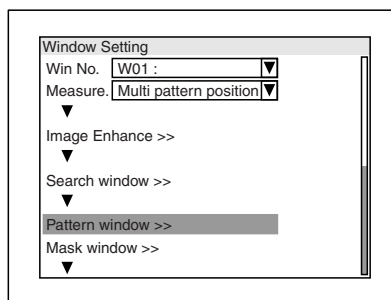 Window Setting
Win No. W01 :
Measure. Multi pattern position
Image Enhance >>
Search window >>
Pattern window >>
Mask window >>